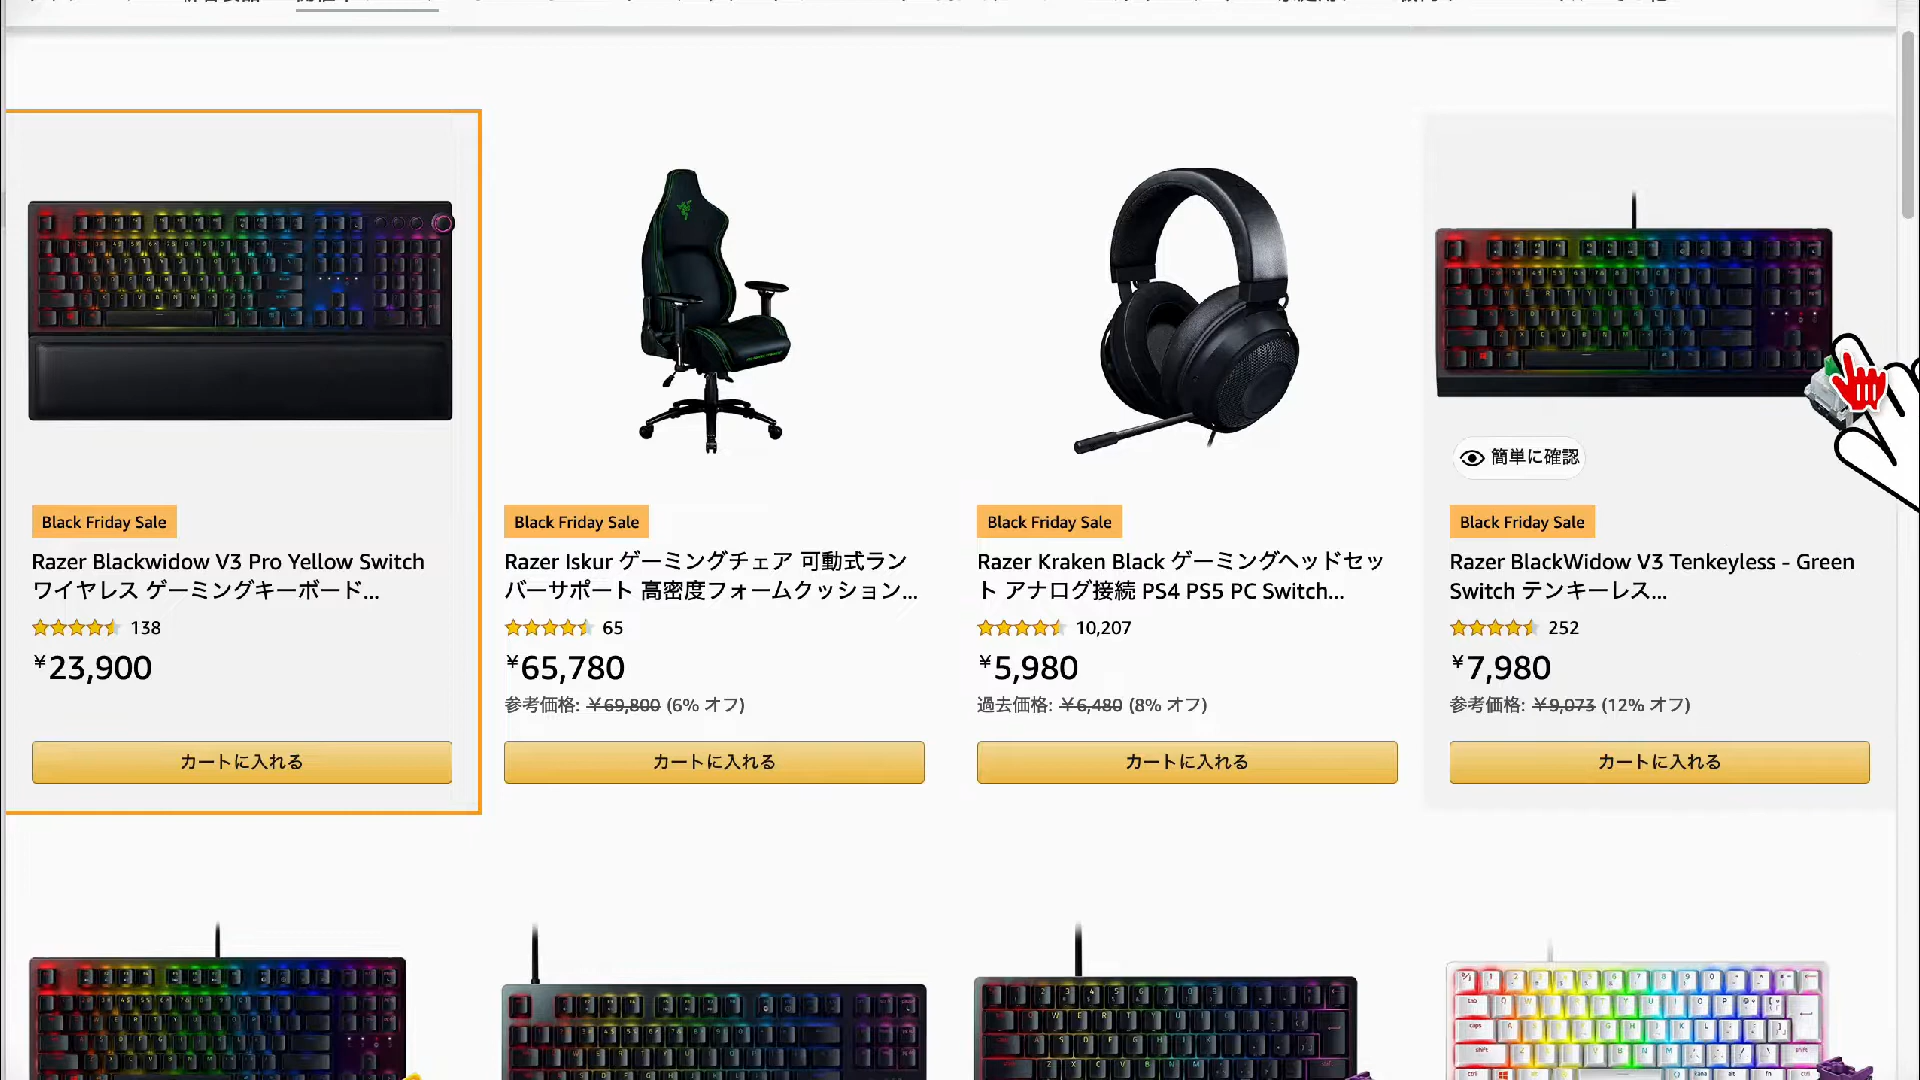 簡単に確認
Black Friday Sale
Razer Blackwidow V3 Pro Yellow Switch
ワイヤレス ゲーミングキーボード...
138
¥23,900
カートに入れる
Black Friday Sale
Razer Iskur ゲーミングチェア 可動式ラン
バーサポート 高密度フォームクッション...
65
¥65,780
参考価格: ¥69,800 (6% オフ)
カートに入れる
Black Friday Sale
Razer Kraken Black ゲーミングヘッドセッ
ト アナログ接続 PS4 PS5 PC Switch...
10,207
¥5,980
過去価格: ¥6,480 (8% オフ)
カートに入れる
Black Friday Sale
Razer BlackWidow V3 Tenkeyless - Green
Switch テンキーレス...
252
¥7,980
参考価格: ¥9,073 (12% オフ)
カートに入れる